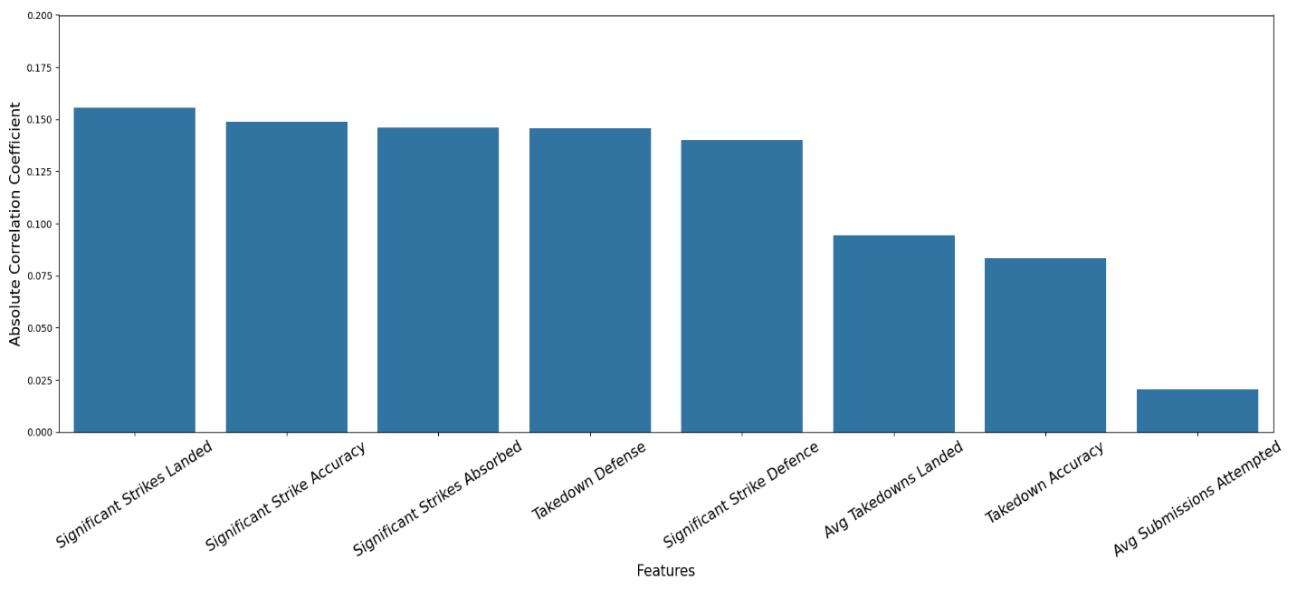 0.200
0.175
0.150
0.125
0.100
0.075
0.050
0.025
0.000
Absolute Correlation Coefficient
Significant Strikes Landed
Significant Strike Accuracy
Significant Strikes Absorbed
Takedown Defense
Significant Strike Defence
Avg Takedowns Landed
Takedown Accuracy
Avg Submissions Attempted
Features